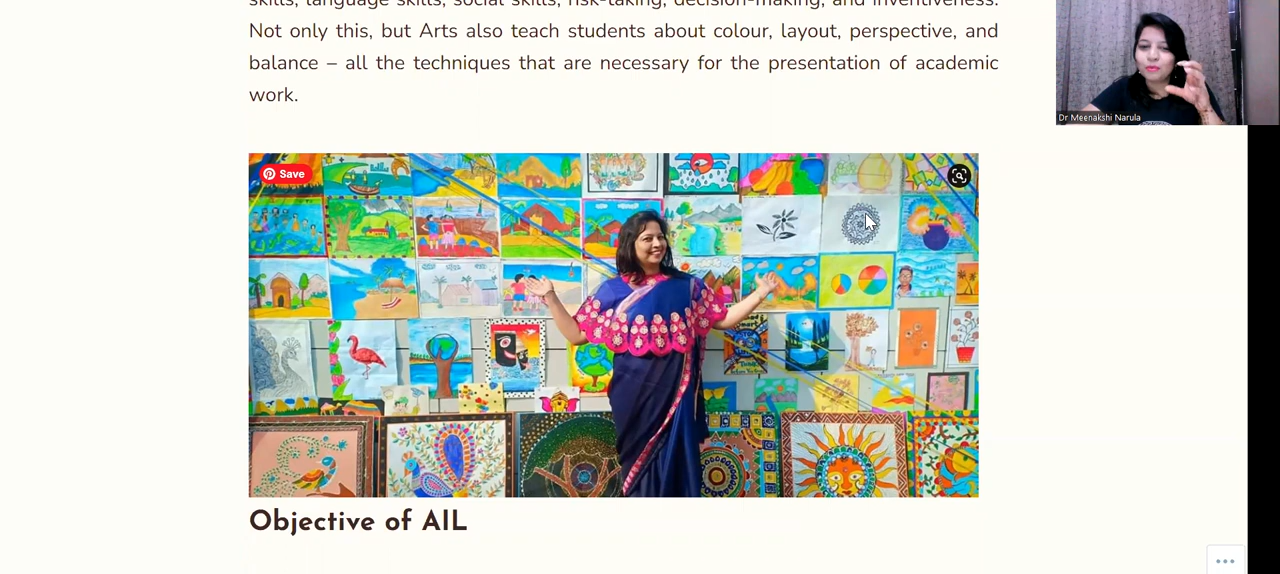 skills, language skills, social skills, risk-taking, decision-making, and inventiveness.
Not only this, but Arts also teach students about colour, layout, perspective, and
balance – all the techniques that are necessary for the presentation of academic
work.
Dr Meenakshi Narula
Save
Objective of AIL